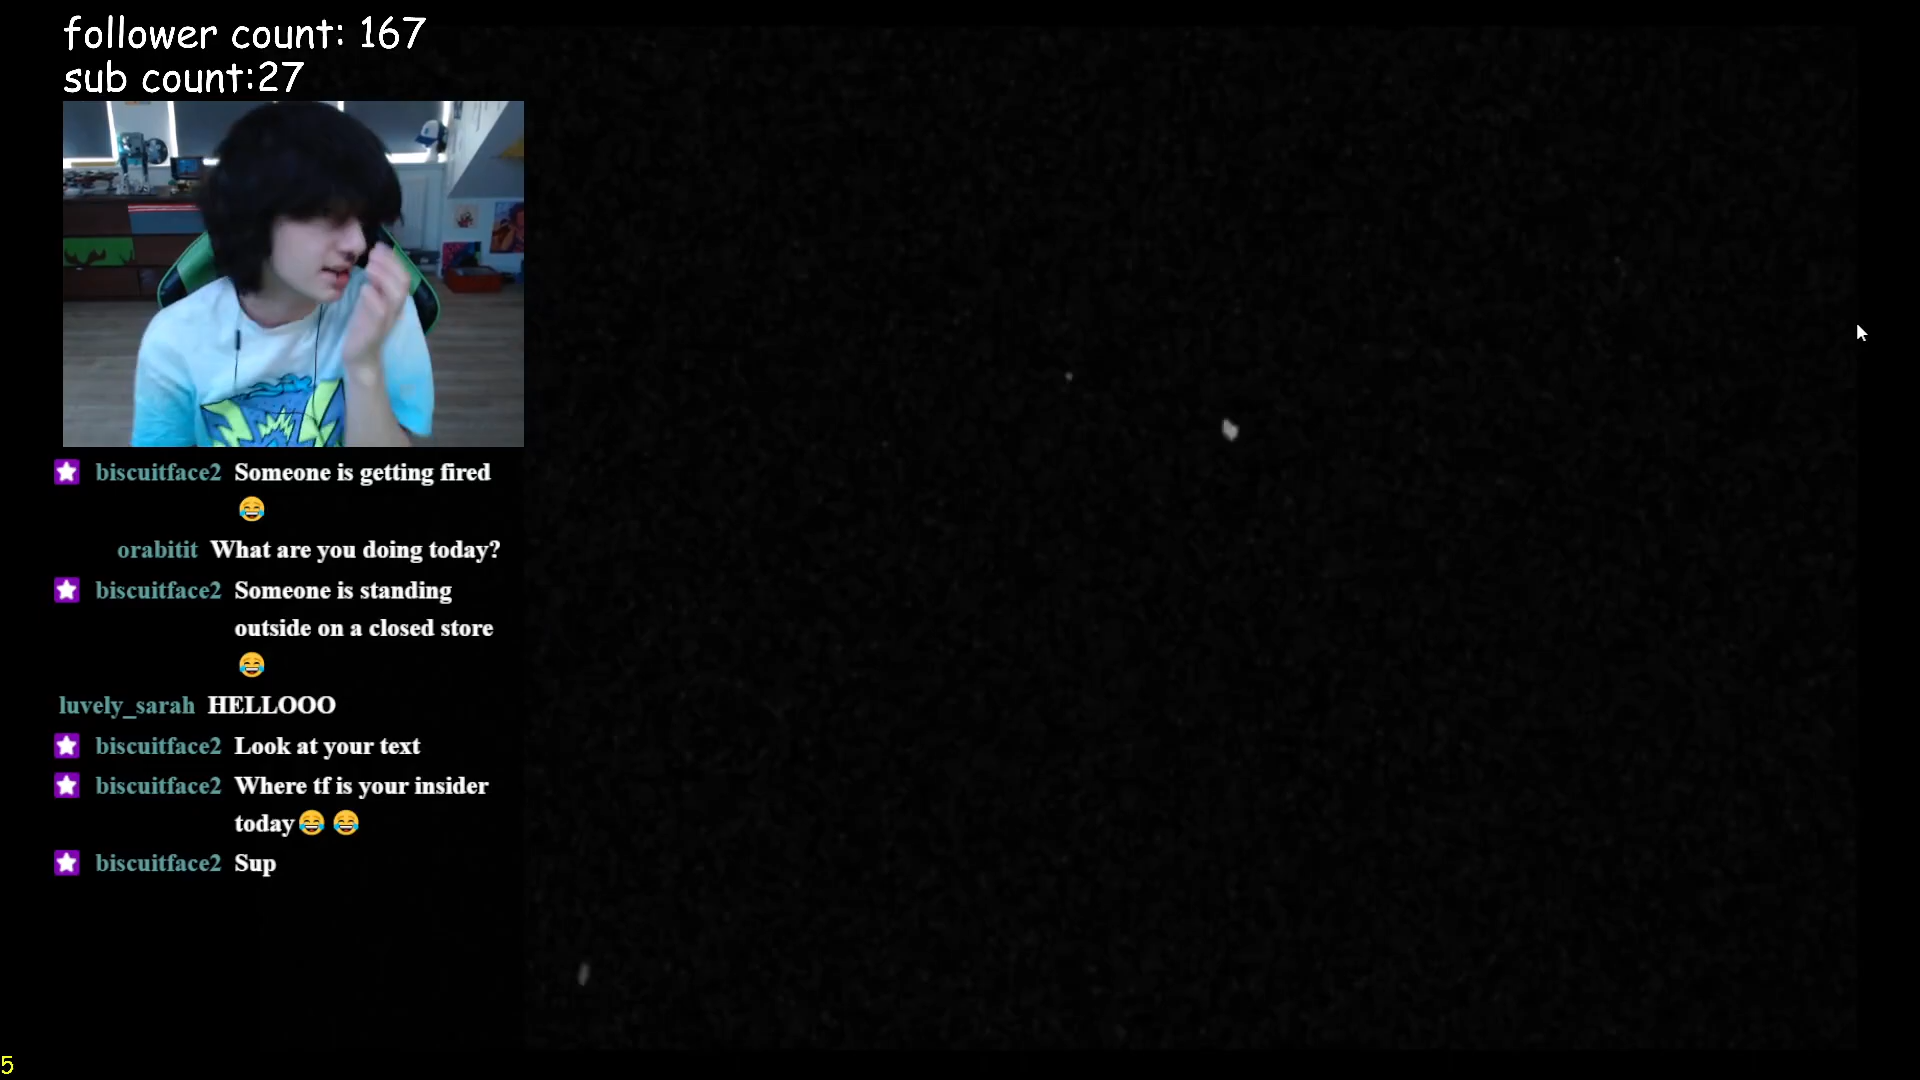 follower count: 167
sub count:27
biscuitface2 Someone is getting fired
😂
orabitit What are you doing today?
biscuitface2 Someone is standing
outside on a closed store
😂
luvely_sarah HELLOOO
biscuitface2 Look at your text
biscuitface2 Where tf is your insider
today😂 😂
biscuitface2 Sup
5